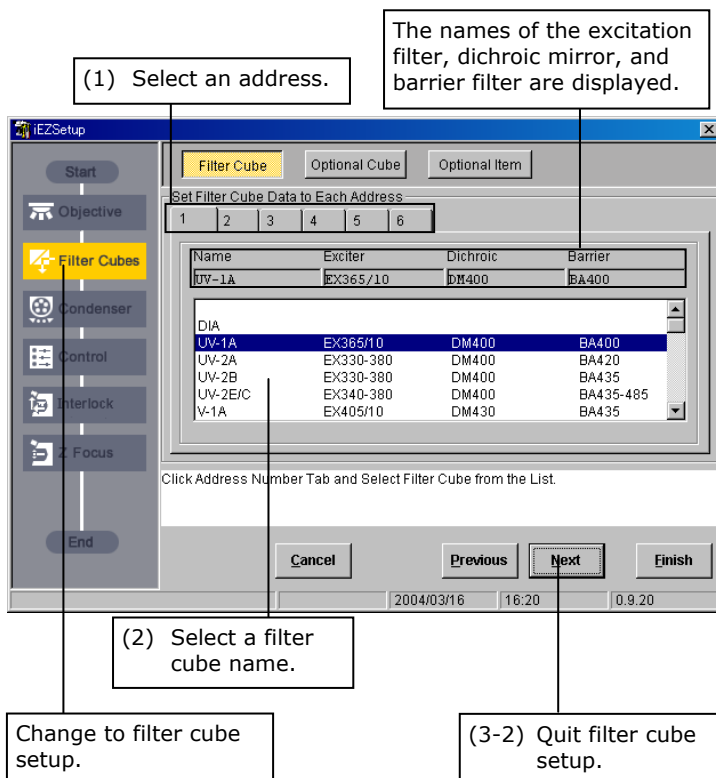 The names of the excitation
filter, dichroic mirror, and
barrier filter are displayed.
(1) Select an address.
iEZSetup
Start
Objective
Filter Cubes
Condenser
Control
Interlock
Z Focus
End
Filter Cube Optional Cube Optional Item
Set Filter Cube Data to Each Address
1 2 3 4 5 6
Name Exciter Dichroic Barrier
UV-1A EX365/10 DM400 BA400
DIA
UV-1A EX365/10 DM400 BA400
UV-2A EX330-380 DM400 BA420
UV-2B EX330-380 DM400 BA435
UV-2E/C EX340-380 DM400 BA435-485
V-1A EX405/10 DM430 BA435
Click Address Number Tab and Select Filter Cube from the List.
Cancel Previous Next Finish
2004/03/16 16:20 0.9.20
(2) Select a filter
cube name.
Change to filter cube
setup.
(3-2) Quit filter cube
setup.